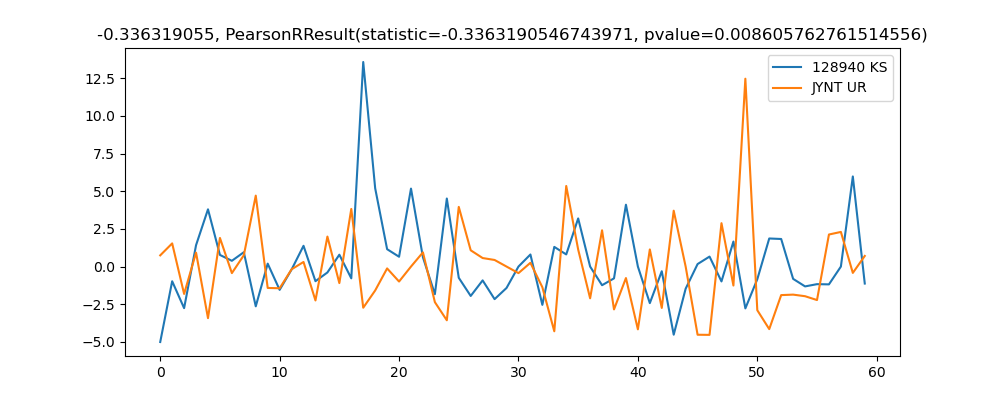 -0.336319055, PearsonRResult(statistic=-0.3363190546743971, pvalue=0.008605762761514556)
128940 KS
JYNT UR
12.5
10.0
7.5
5.0
2.5
0.0
−2.5
−5.0
0 10 20 30 40 50 60